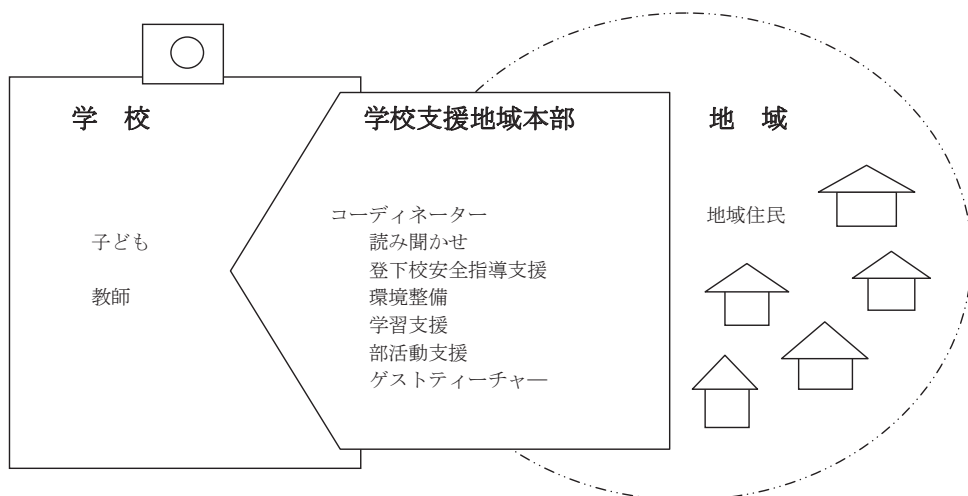 学　校
子ども
教師
学校支援地域本部
コーディネーター
読み聞かせ
登下校安全指導支援
環境整備
学習支援
部活動支援
ゲストティーチャ―
地　域
地域住民